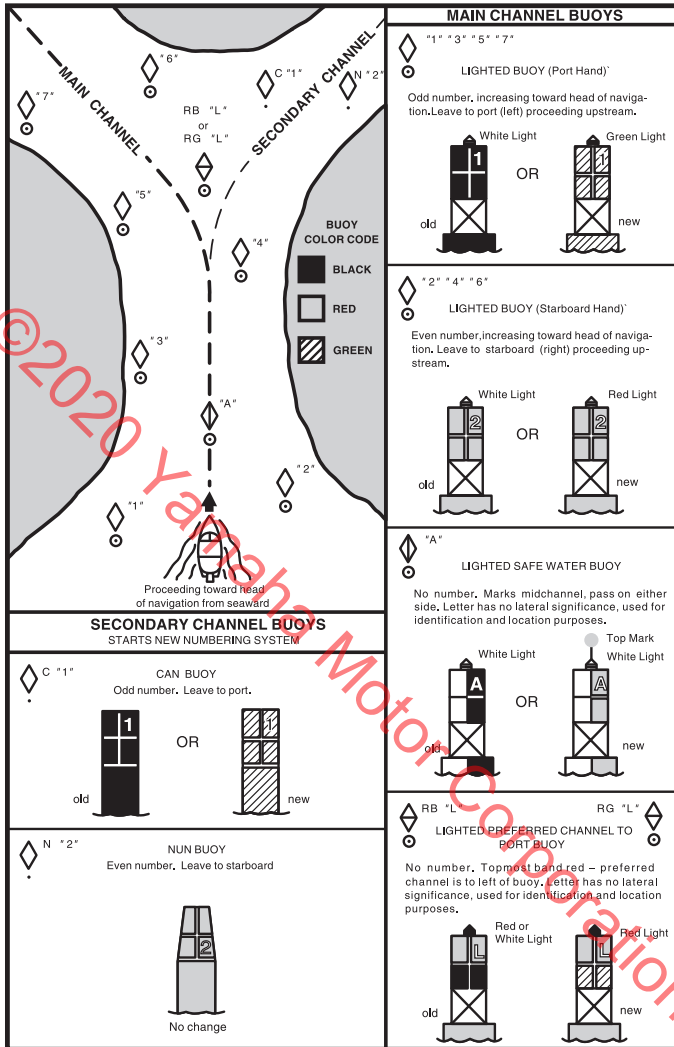 "6"
C "1"
N "2"
"7"
MAIN CHANNEL
SECONDARY CHANNEL
RB "L"
or
RG "L"
"5"
"4"
BUOY
COLOR CODE
BLACK
RED
GREEN
"3"
"A"
"2"
"1"
Proceeding toward head
of navigation from seaward
SECONDARY CHANNEL BUOYS
STARTS NEW NUMBERING SYSTEM
C "1"
CAN BUOY
Odd number. Leave to port.
1
OR
1
old
new
N "2"
NUN BUOY
Even number. Leave to starboard
2
No change
MAIN CHANNEL BUOYS
"1" "3" "5" "7"
LIGHTED BUOY (Port Hand)`
Odd number, increasing toward head of naviga-
tion.Leave to port (left) proceeding upstream.
White Light
Green Light
1
OR
1
old
new
"2" "4" "6"
LIGHTED BUOY (Starboard Hand)`
Even number,increasing toward head of naviga-
tion. Leave to starboard (right) proceeding up-
stream.
White Light
Red Light
2
OR
2
old
new
"A"
LIGHTED SAFE WATER BUOY
No number. Marks midchannel, pass on either
side. Letter has no lateral significance, used for
identification and location purposes.
Top Mark
White Light
White Light
A
OR
A
old
new
RB "L"
RG "L"
LIGHTED PREFERRED CHANNEL TO
PORT BUOY
No number. Topmost band red – preferred
channel is to left of buoy. Letter has no lateral
significance, used for identification and location
purposes.
Red or
White Light
Red Light
L
OR
L
old
new
©2020 Yamaha Motor Corporation